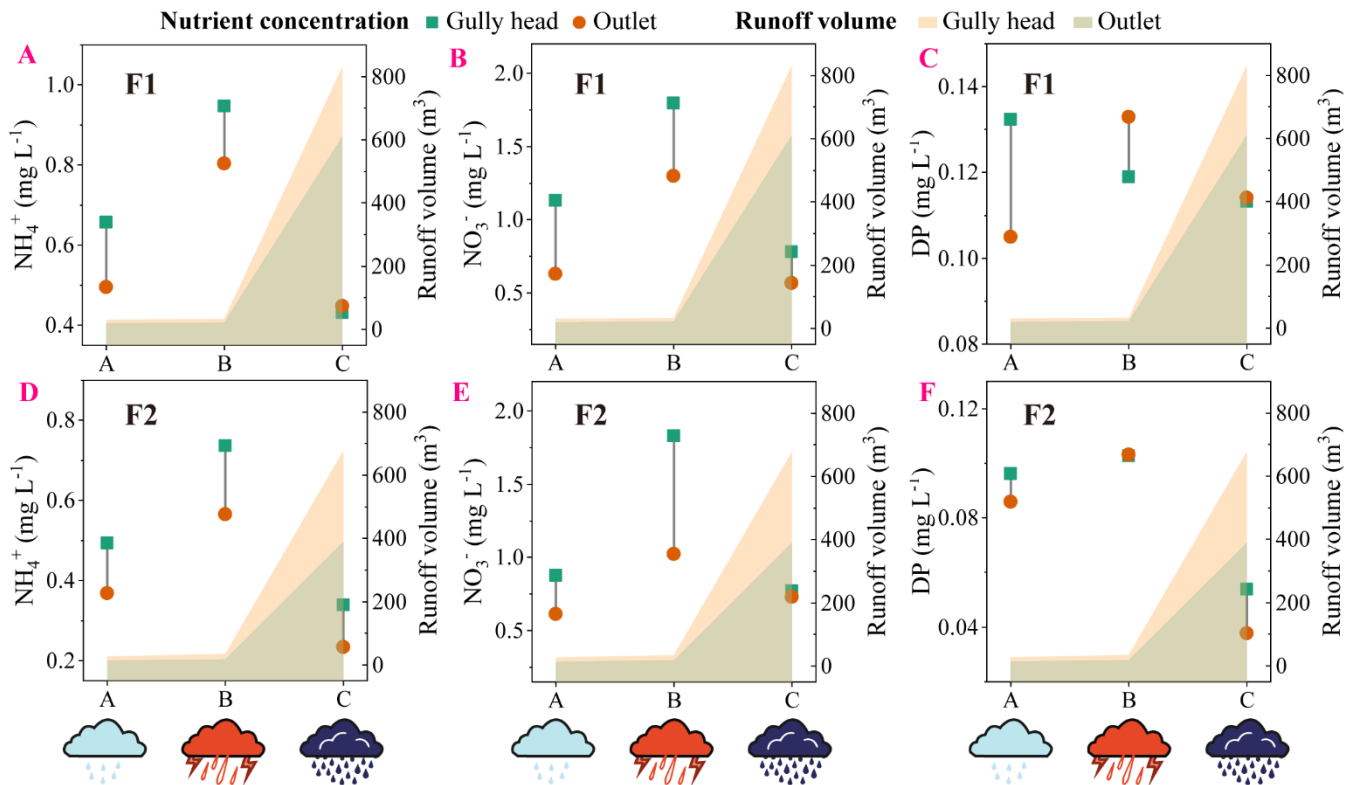 Nutrient concentration Gully head Outlet Runoff volume Gully head Outlet
A
F1
NH₄⁺ (mg L⁻¹)
1.0
0.8
0.6
0.4
A B C
800
600
400
200
0
Runoff volume (m³)
B
F1
NO₃⁻ (mg L⁻¹)
2.0
1.5
1.0
0.5
A B C
800
600
400
200
0
Runoff volume (m³)
C
F1
DP (mg L⁻¹)
0.14
0.12
0.10
0.08
A B C
800
600
400
200
0
Runoff volume (m³)
D
F2
NH₄⁺ (mg L⁻¹)
0.8
0.6
0.4
0.2
A B C
800
600
400
200
0
Runoff volume (m³)
E
F2
NO₃⁻ (mg L⁻¹)
2.0
1.5
1.0
0.5
A B C
800
600
400
200
0
Runoff volume (m³)
F
F2
DP (mg L⁻¹)
0.12
0.08
0.04
A B C
800
600
400
200
0
Runoff volume (m³)